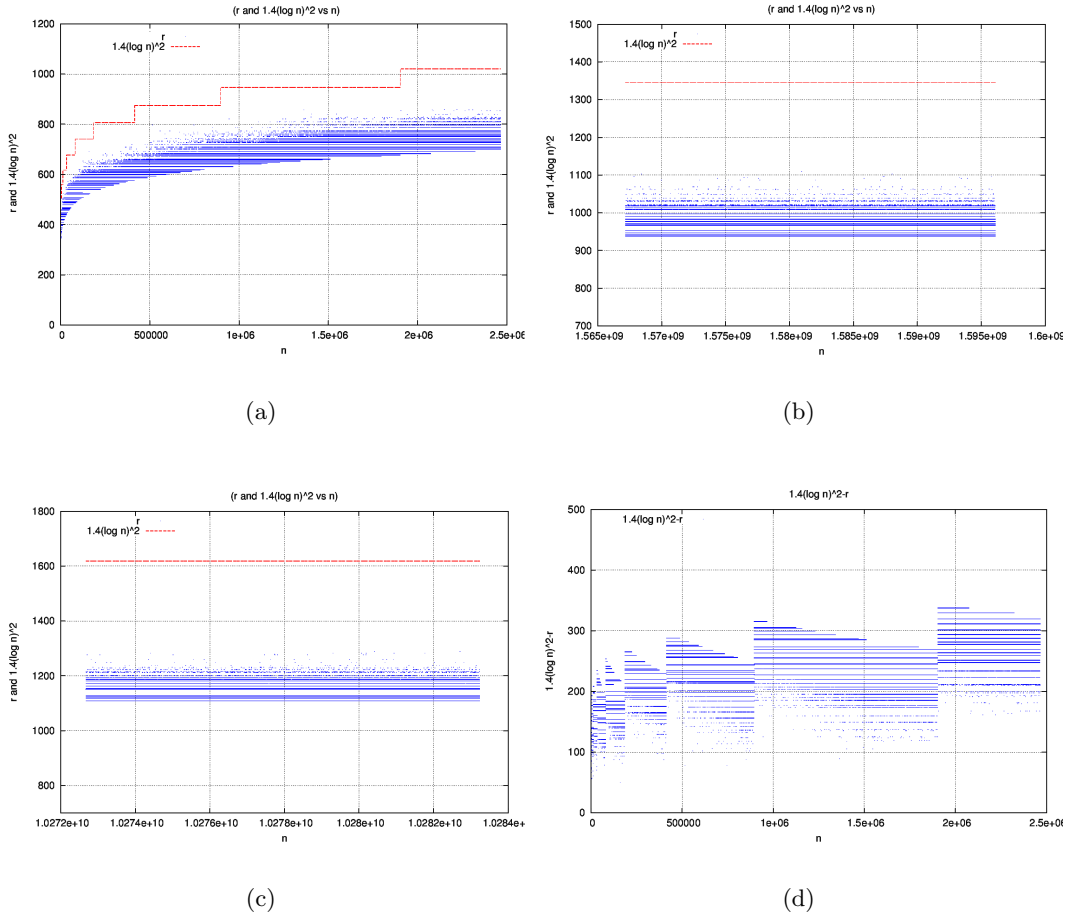 (r and 1.4(log n)^2 vs n)
r
1.4(log n)^2
r and 1.4(log n)^2
1200
1000
800
600
400
200
0
0 500000 1e+06 1.5e+06 2e+06 2.5e+06
n
(a)
(r and 1.4(log n)^2 vs n)
r
1.4(log n)^2
r and 1.4(log n)^2
1500
1400
1300
1200
1100
1000
900
800
700
1.565e+09 1.57e+09 1.575e+09 1.58e+09 1.585e+09 1.59e+09 1.595e+09 1.6e+09
n
(b)
(r and 1.4(log n)^2 vs n)
r
1.4(log n)^2
r and 1.4(log n)^2
1800
1600
1400
1200
1000
800
1.0272e+10 1.0274e+10 1.0276e+10 1.0278e+10 1.028e+10 1.0282e+10 1.0284e+
n
(c)
1.4(log n)^2-r
1.4(log n)^2-r
1.4(log n)^2-r
500
400
300
200
100
0
0 500000 1e+06 1.5e+06 2e+06 2.5e+06
n
(d)